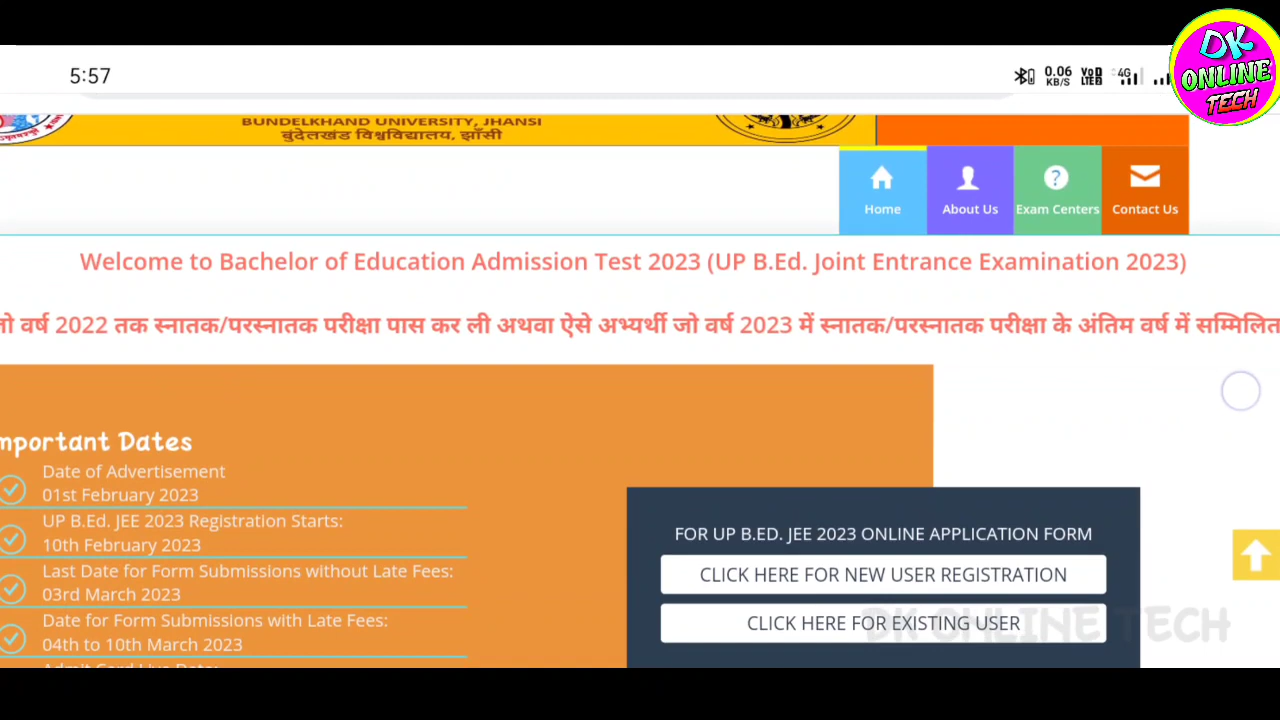 DK
ONLINE
TECH
5:57
0.06
KB/S
VoD
LTE2
4G
BUNDELKHAND UNIVERSITY, JHANSI
बुंदेलखंड विश्वविद्यालय, झाँसी
Home
About Us
Exam Centers
Contact Us
Welcome to Bachelor of Education Admission Test 2023 (UP B.Ed. Joint Entrance Examination 2023)
वर्ष 2022 तक स्नातक/परस्नातक परीक्षा पास कर ली अथवा ऐसे अभ्यर्थी जो वर्ष 2023 में स्नातक/परस्नातक परीक्षा के अंतिम वर्ष में सम्मिलित
mportant Dates
Date of Advertisement
01st February 2023
UP B.Ed. JEE 2023 Registration Starts:
10th February 2023
Last Date for Form Submissions without Late Fees:
03rd March 2023
Date for Form Submissions with Late Fees:
04th to 10th March 2023
FOR UP B.ED. JEE 2023 ONLINE APPLICATION FORM
CLICK HERE FOR NEW USER REGISTRATION
CLICK HERE FOR EXISTING USER
DK ONLINE TECH